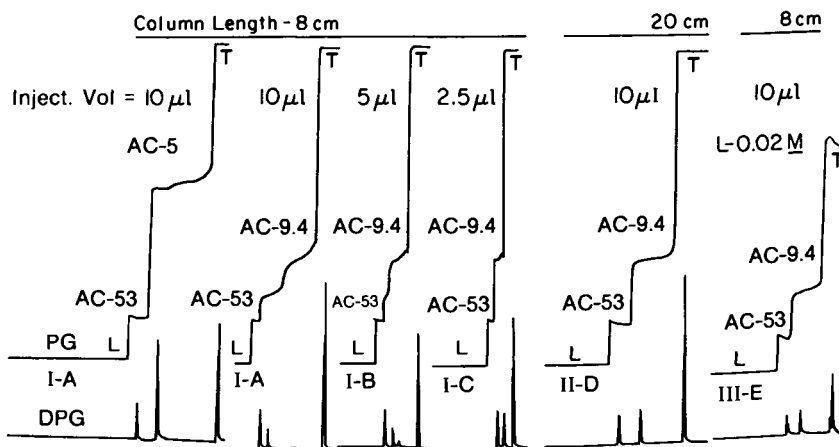 Column Length - 8 cm 20 cm 8 cm
T T T T T
Inject. Vol = 10 µl 10 µl 5 µl 2.5 µl 10 µl 10 µl
L-0.02 M
AC-5 T
AC-9.4 AC-9.4 AC-9.4 AC-9.4 AC-9.4
AC-53 AC-53 AC-53 AC-53 AC-53 AC-53
PG L L L L L L
I-A I-A I-B I-C II-D III-E
DPG